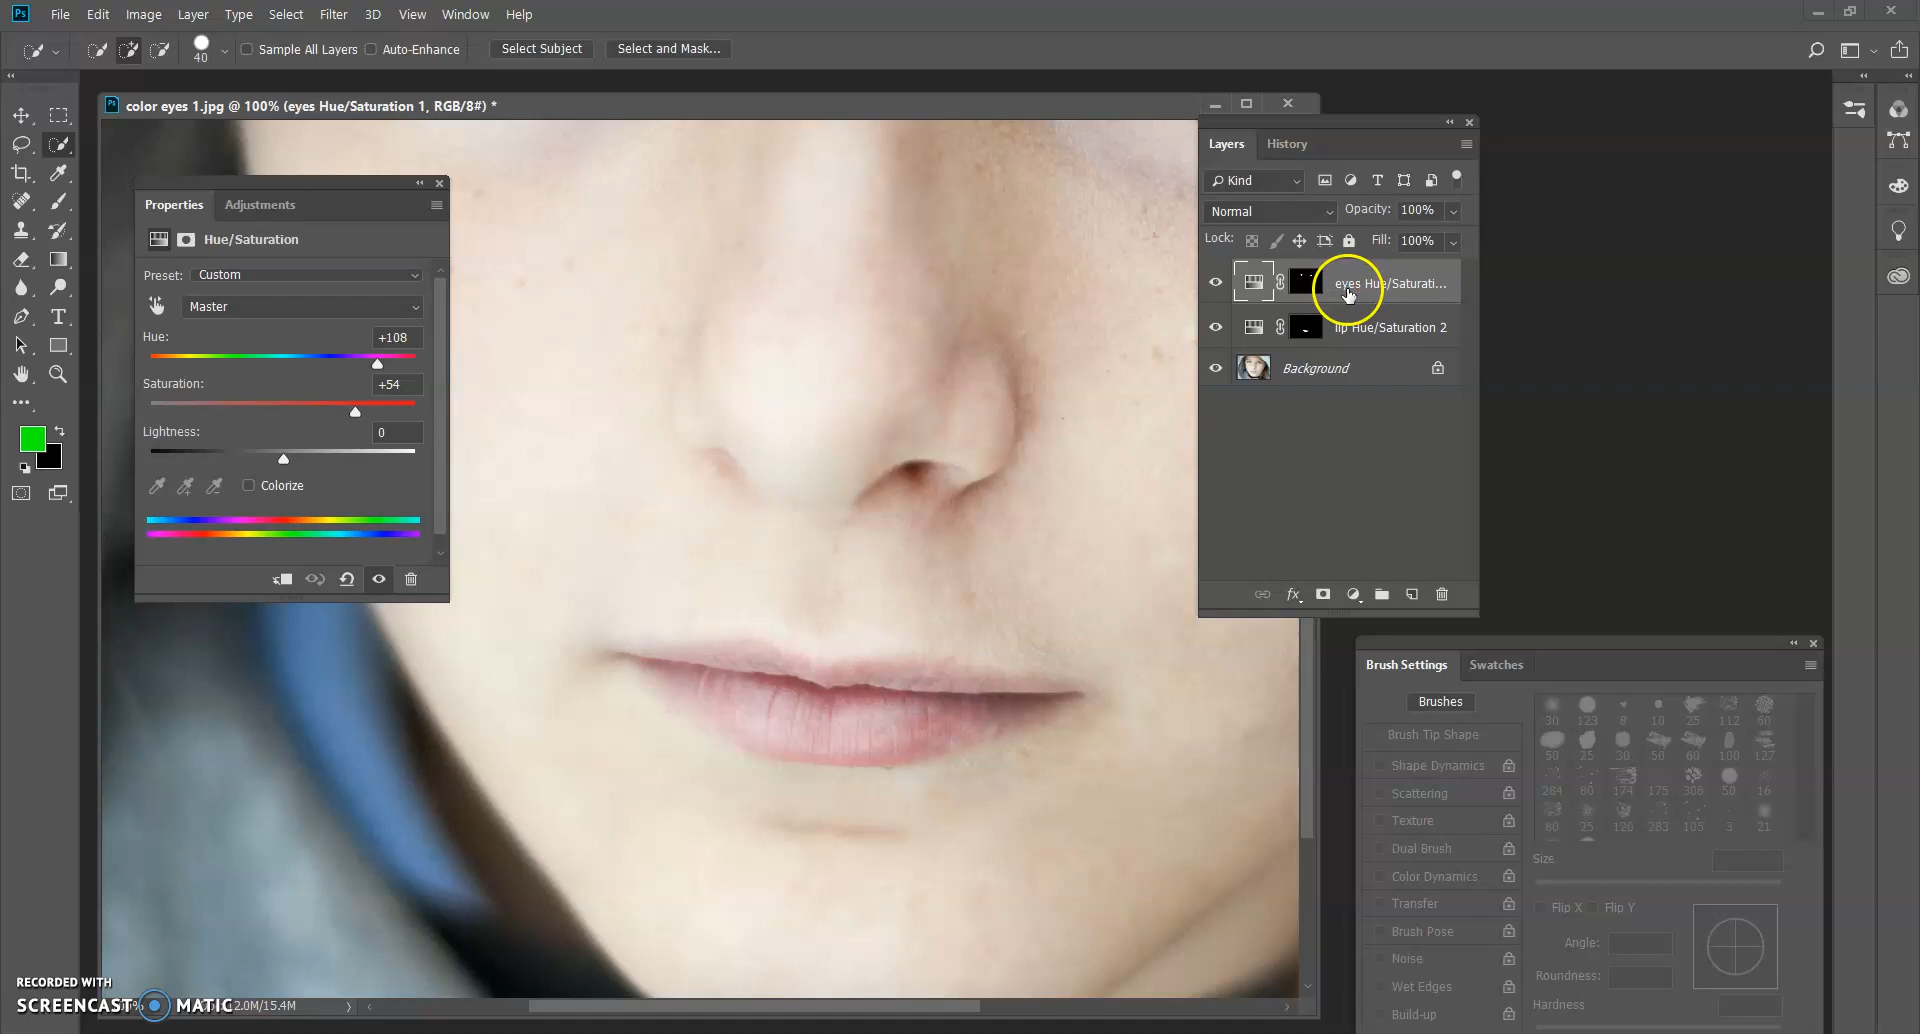 Ps File Edit Image Layer Type Select Filter 3D View Window Help
40 Sample All Layers Auto-Enhance Select Subject Select and Mask...
Ps color eyes 1.jpg @ 100% (eyes Hue/Saturation 1, RGB/8#) *
Properties Adjustments
Hue/Saturation
Preset: Custom
Master
Hue: +108
Saturation: +54
Lightness: 0
Colorize
Layers History
Kind
Normal Opacity: 100%
Lock: Fill: 100%
eyes Hue/Saturati...
lip Hue/Saturation 2
Background
fx
Brush Settings Swatches
Brushes
Brush Tip Shape
Shape Dynamics
Scattering
Texture
Dual Brush
Color Dynamics
Transfer
Brush Pose
Noise
Wet Edges
Build-up
30 123 8 10 25 112 60
50 25 30 50 60 100 127
284 80 174 175 306 50 16
80 25 126 283 105 3 21
Size
Flip X Flip Y
Angle:
Roundness:
Hardness
RECORDED WITH
SCREENCAST MATIC
2.0M/15.4M